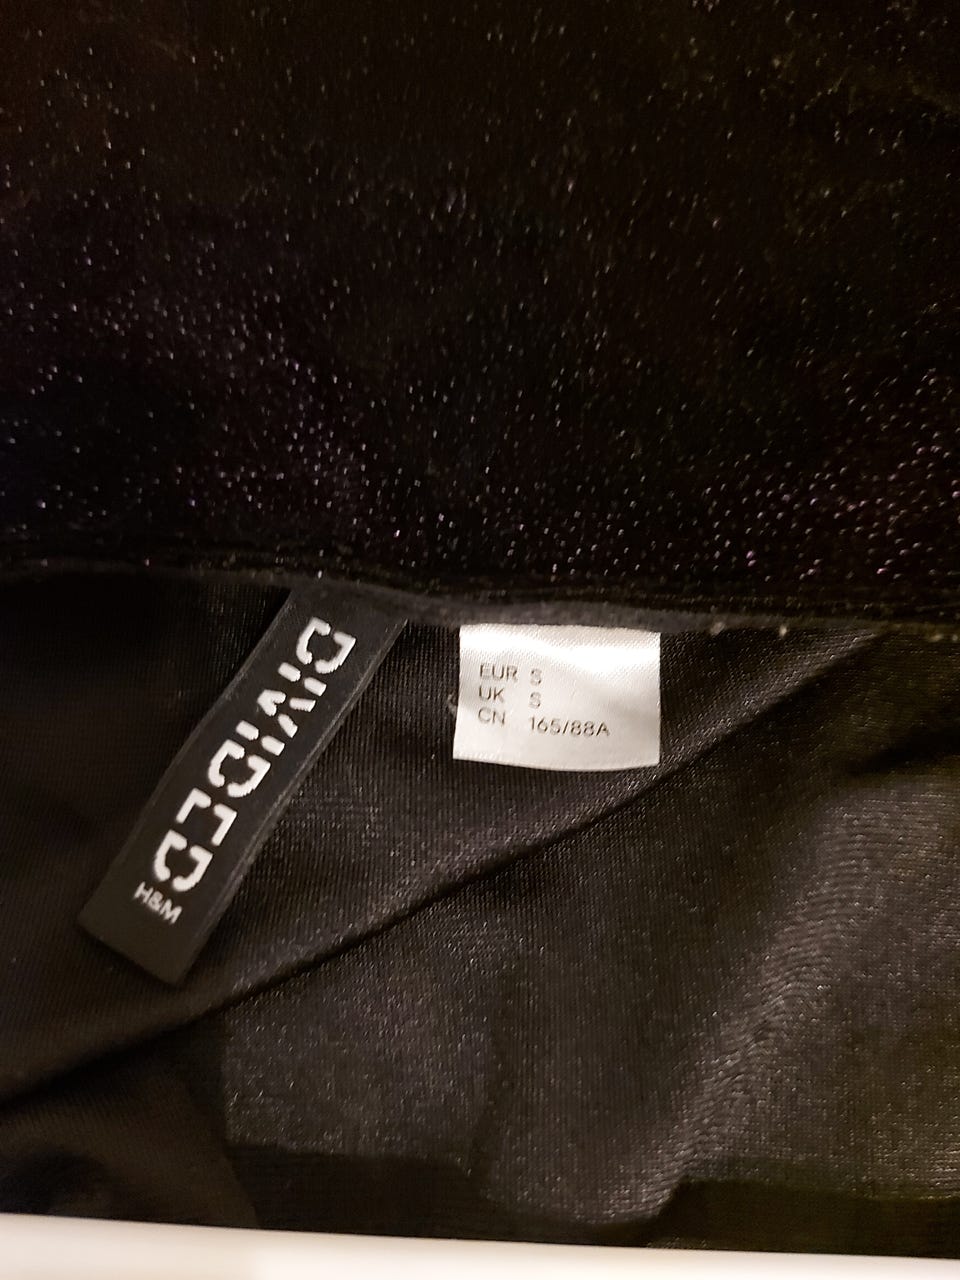 DIVIDED
H&M
EUR S
UK S
CN 165/88A